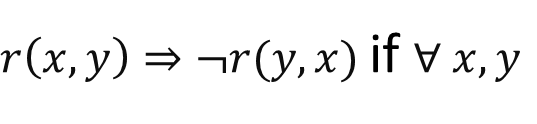 𝑟(𝑥, 𝑦) ⇒ ¬𝑟(𝑦, 𝑥) if ∀ 𝑥, 𝑦